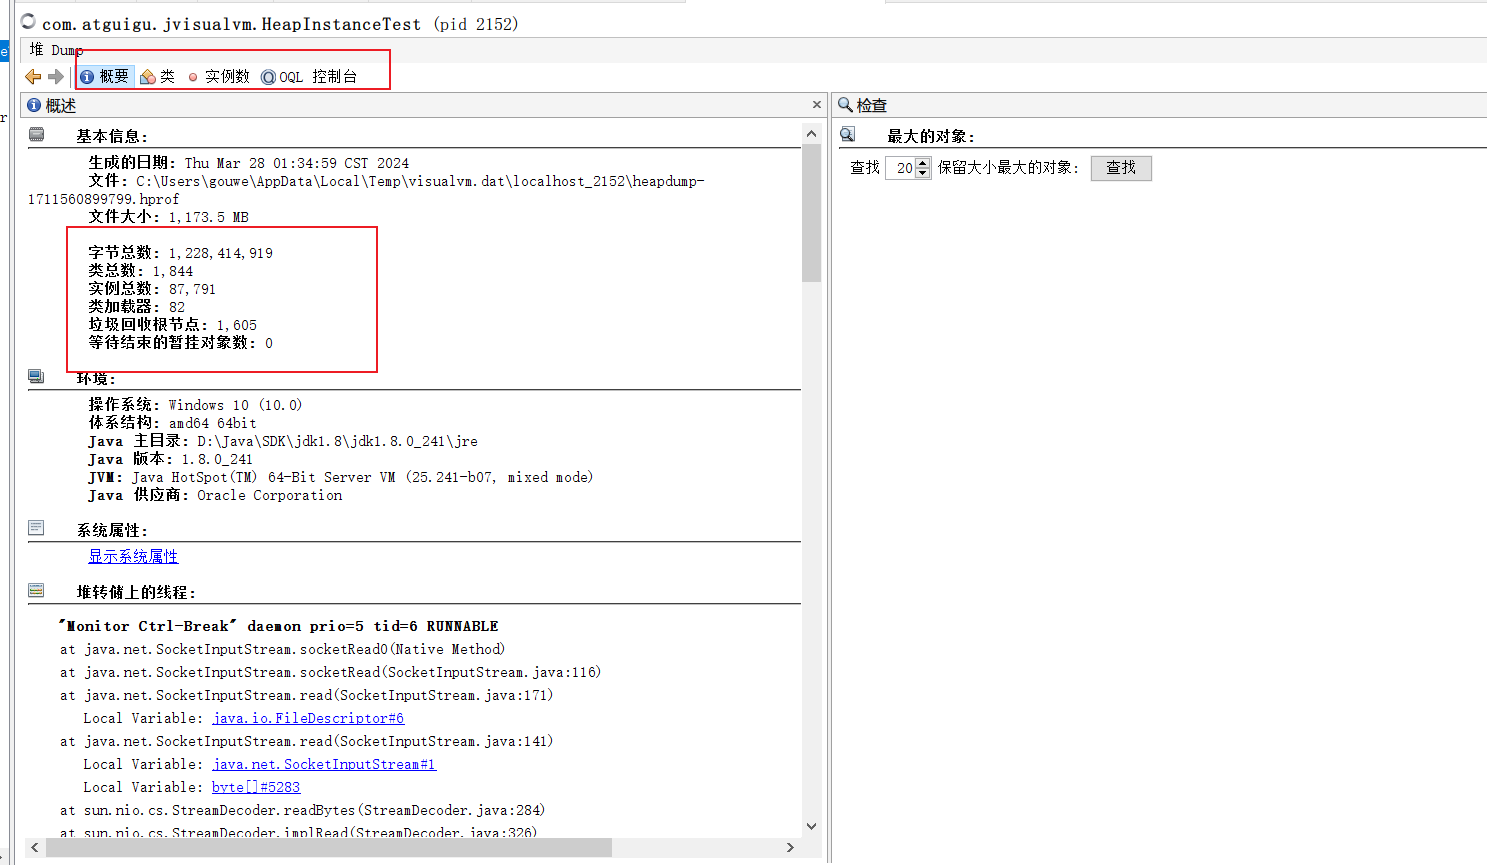 com.atguigu.jvisualvm.HeapInstanceTest (pid 2152)
堆 Dump
概要 类 实例数 OQL 控制台
概述
基本信息:
生成的日期: Thu Mar 28 01:34:59 CST 2024
文件: C:\Users\gouwe\AppData\Local\Temp\visualvm.dat\localhost_2152\heapdump-
1711560899799.hprof
文件大小: 1,173.5 MB
字节总数: 1,228,414,919
类总数: 1,844
实例总数: 87,791
类加载器: 82
垃圾回收根节点: 1,605
等待结束的暂挂对象数: 0
环境:
操作系统: Windows 10 (10.0)
体系结构: amd64 64bit
Java 主目录: D:\Java\SDK\jdk1.8\jdk1.8.0_241\jre
Java 版本: 1.8.0_241
JVM: Java HotSpot(TM) 64-Bit Server VM (25.241-b07, mixed mode)
Java 供应商: Oracle Corporation
系统属性:
显示系统属性
堆转储上的线程:
"Monitor Ctrl-Break" daemon prio=5 tid=6 RUNNABLE
at java.net.SocketInputStream.socketRead0(Native Method)
at java.net.SocketInputStream.socketRead(SocketInputStream.java:116)
at java.net.SocketInputStream.read(SocketInputStream.java:171)
Local Variable: java.io.FileDescriptor#6
at java.net.SocketInputStream.read(SocketInputStream.java:141)
Local Variable: java.net.SocketInputStream#1
Local Variable: byte[]#5283
at sun.nio.cs.StreamDecoder.readBytes(StreamDecoder.java:284)
at sun.nio.cs.StreamDecoder.implRead(StreamDecoder.java:326)
检查
最大的对象:
查找 20 保留大小最大的对象: 查找